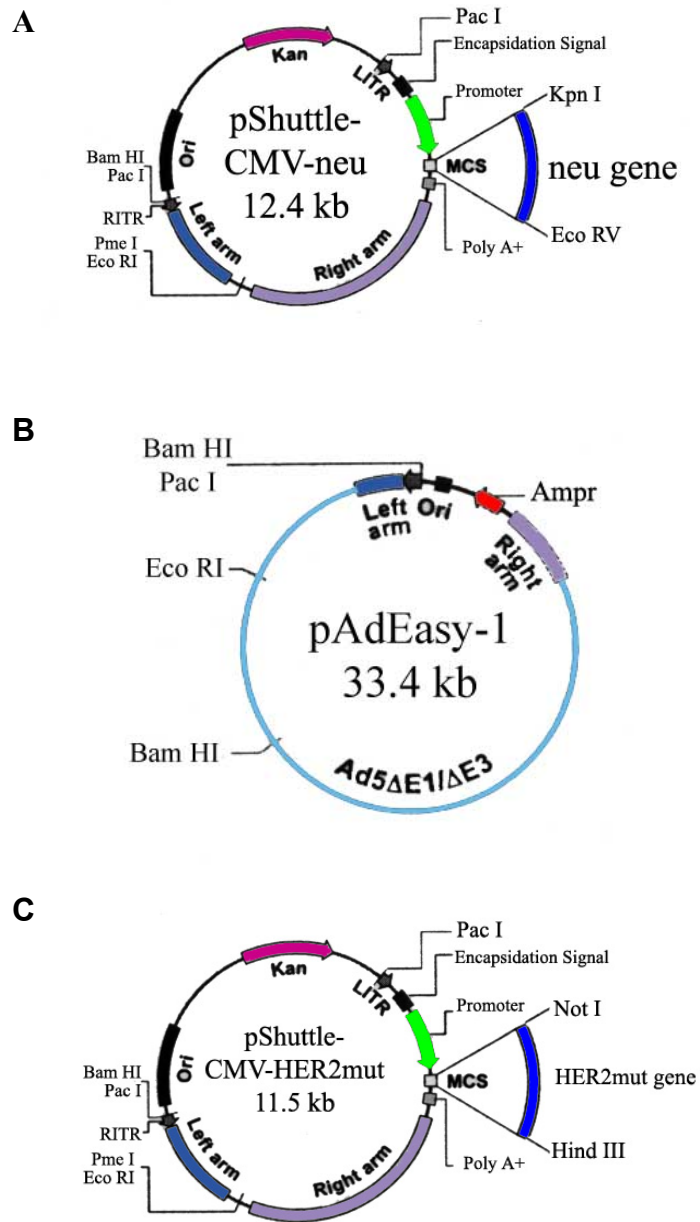 A
Pac I
Encapsidation Signal
Kan
LITR
Promoter
Kpn I
pShuttle-
CMV-neu
12.4 kb
Ori
MCS
neu gene
Bam HI
Pac I
RITR
Left arm
Eco RV
Pme I
Eco RI
Right arm
Poly A+
B
Bam HI
Pac I
Left
arm
Ori
Ampr
Right
arm
Eco RI
pAdEasy-1
33.4 kb
Bam HI
Ad5ΔE1/ΔE3
C
Pac I
Encapsidation Signal
Kan
LITR
Promoter
Not I
pShuttle-
CMV-HER2mut
11.5 kb
Ori
MCS
HER2mut gene
Bam HI
Pac I
RITR
Left arm
Hind III
Pme I
Eco RI
Right arm
Poly A+